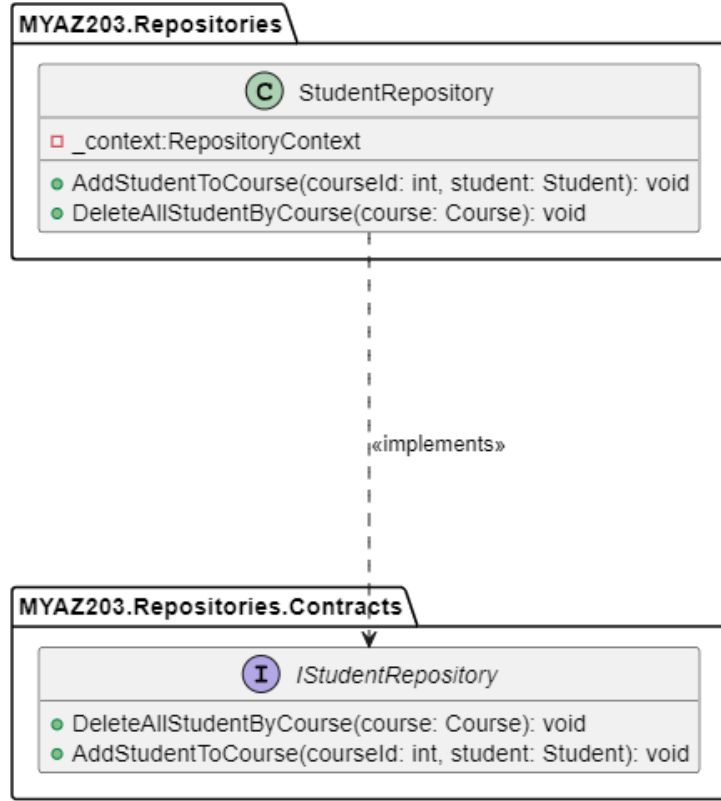 MYAZ203.Repositories
C StudentRepository
_context:RepositoryContext
AddStudentToCourse(courseId: int, student: Student): void
DeleteAllStudentByCourse(course: Course): void
«implements»
MYAZ203.Repositories.Contracts
I IStudentRepository
DeleteAllStudentByCourse(course: Course): void
AddStudentToCourse(courseId: int, student: Student): void